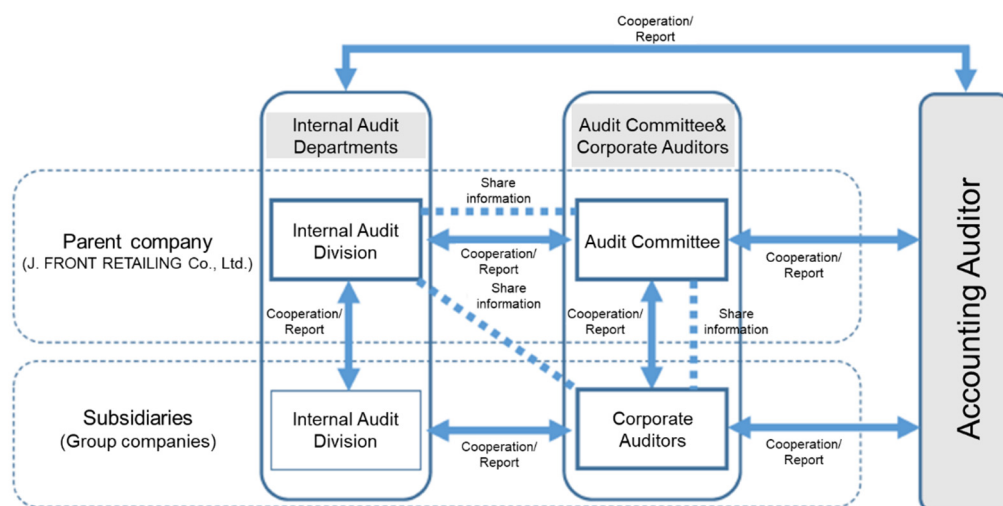 Cooperation/
Report
Internal Audit
Departments
Audit Committee&
Corporate Auditors
Share
information
Parent company
(J. FRONT RETAILING Co., Ltd.)
Internal Audit
Division
Audit Committee
Cooperation/
Report
Cooperation/
Report
Share
information
Cooperation/
Report
Cooperation/
Report
Share
information
Subsidiaries
(Group companies)
Internal Audit
Division
Corporate
Auditors
Cooperation/
Report
Cooperation/
Report
Accounting Auditor